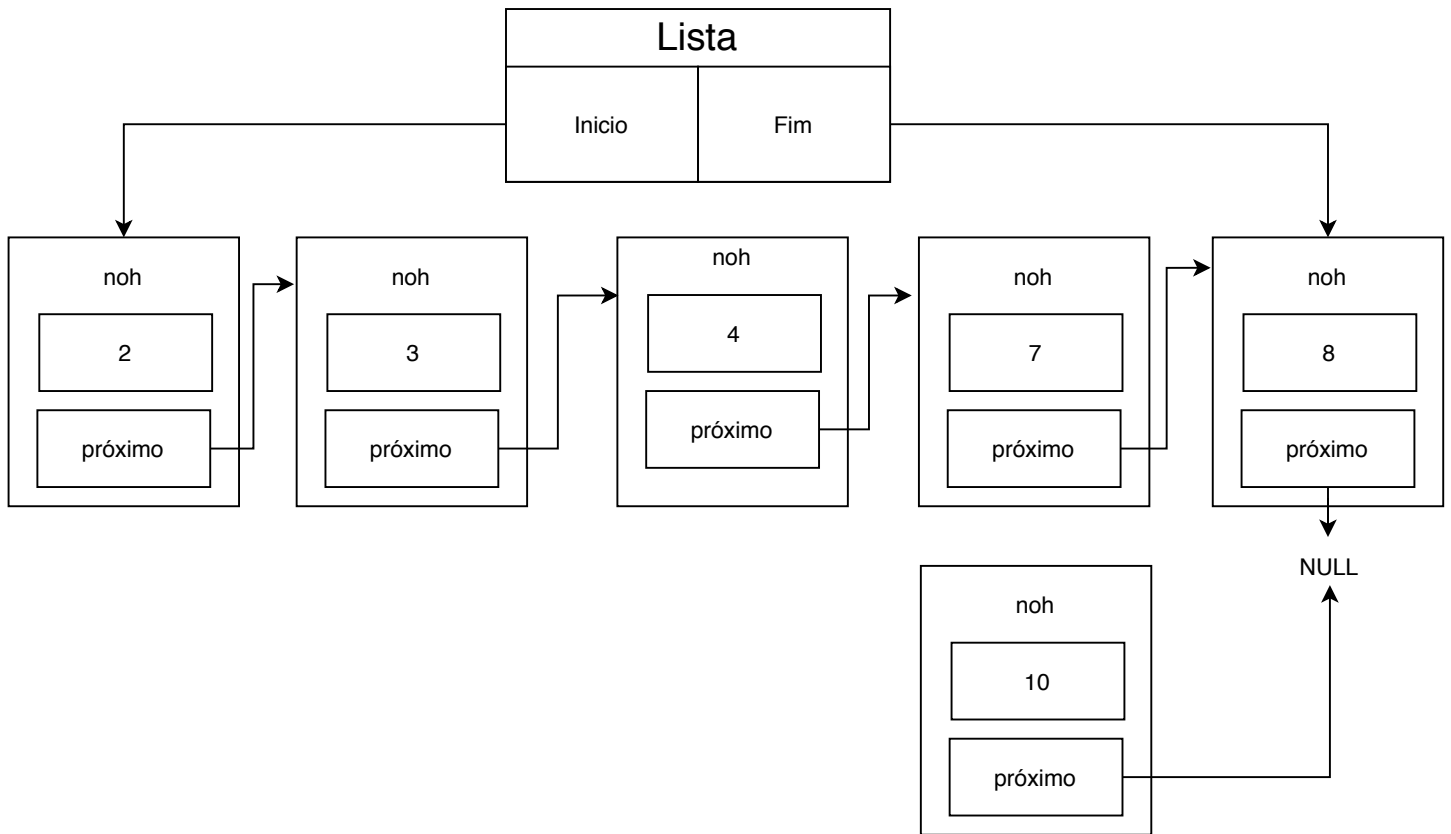 Lista
Inicio
Fim
noh
2
próximo
noh
3
próximo
noh
4
próximo
noh
7
próximo
noh
8
próximo
NULL
noh
10
próximo